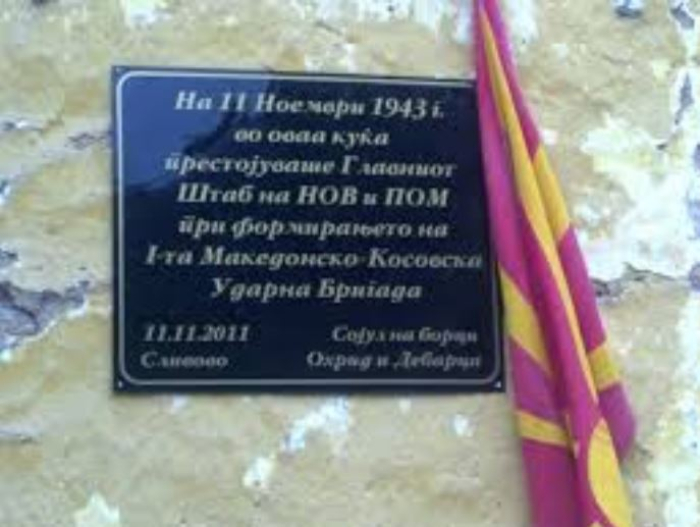 На 11 Ноември 1943 г.
во оваа куќа
престојуваше Главниот
Штаб на НОВ и ПОМ
при формирањето на
I-та Македонско-Косовска
Ударна Бригада
11.11.2011 Сојуз на борци
Сливово Охрид и Дебарца